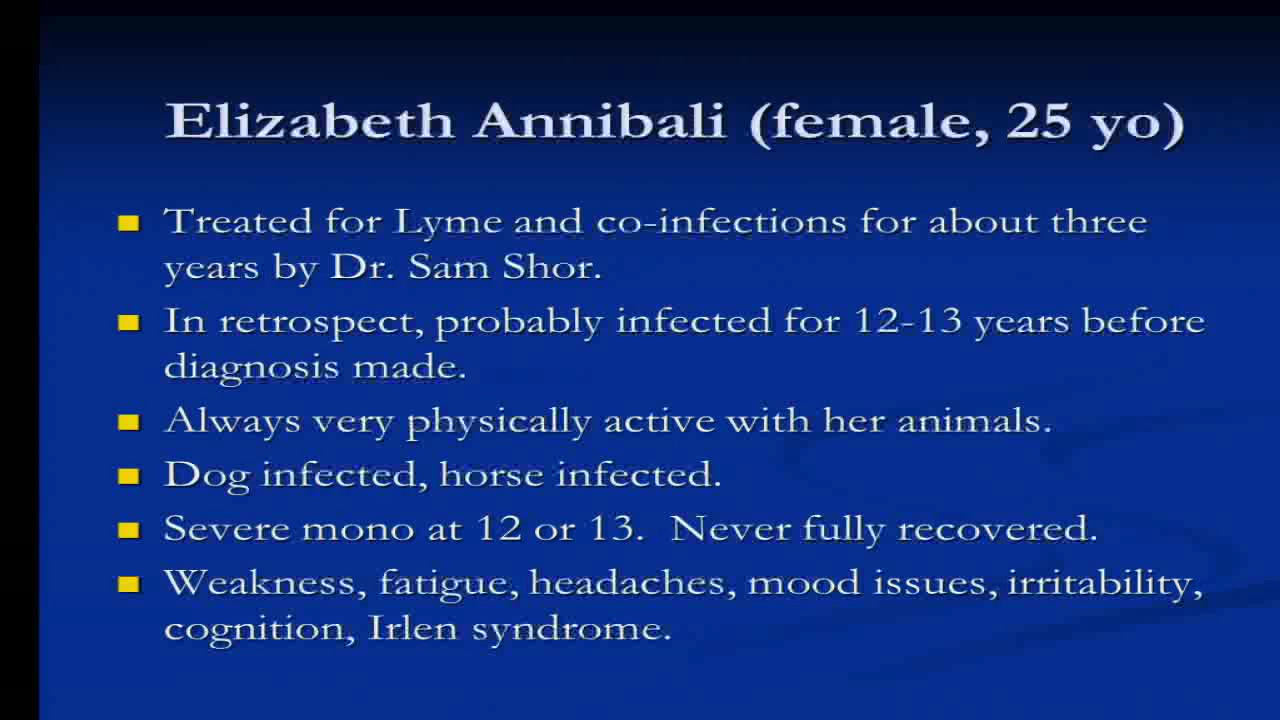 Elizabeth Annibali (female, 25 yo)
Treated for Lyme and co-infections for about three
years by Dr. Sam Shor.
In retrospect, probably infected for 12-13 years before
diagnosis made.
Always very physically active with her animals.
Dog infected, horse infected.
Severe mono at 12 or 13.  Never fully recovered.
Weakness, fatigue, headaches, mood issues, irritability,
cognition, Irlen syndrome.